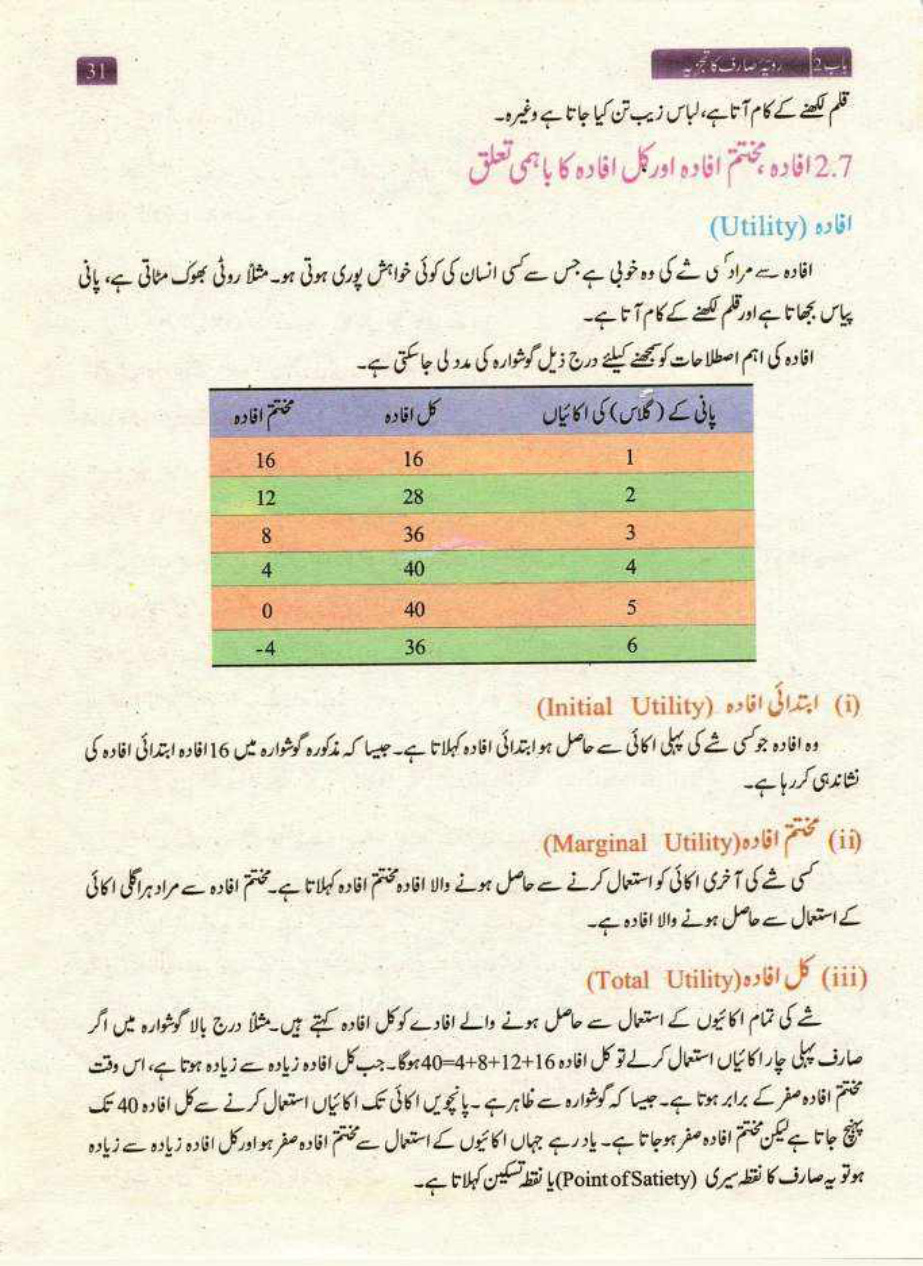 باب 2 رویۂ صارف کا تجزیہ
31
قلم لکھنے کے کام آتا ہے، لباس زیب تن کیا جاتا ہے وغیرہ۔
2.7 افادہ، مختتم افادہ اور کل افادہ کا باہمی تعلق
افادہ (Utility)
افادہ سے مراد کسی شے کی وہ خوبی ہے جس سے کسی انسان کی کوئی خواہش پوری ہوتی ہو۔ مثلاً روٹی بھوک مٹاتی ہے، پانی
پیاس بجھاتا ہے اور قلم لکھنے کے کام آتا ہے۔
افادہ کی اہم اصطلاحات کو سمجھنے کیلئے درج ذیل گوشوارہ کی مدد لی جاسکتی ہے۔
پانی کے (گلاس) کی اکائیاں کل افادہ مختتم افادہ
1 16 16
2 28 12
3 36 8
4 40 4
5 40 0
6 36 -4
(i) ابتدائی افادہ (Initial Utility)
وہ افادہ جو کسی شے کی پہلی اکائی سے حاصل ہو ابتدائی افادہ کہلاتا ہے۔ جیسا کہ مذکورہ گوشوارہ میں 16 افادہ ابتدائی افادہ کی
نشاندہی کررہا ہے۔
(ii) مختتم افادہ (Marginal Utility)
کسی شے کی آخری اکائی کو استعمال کرنے سے حاصل ہونے والا افادہ مختتم افادہ کہلاتا ہے۔ مختتم افادہ سے مراد ہر اگلی اکائی
کے استعمال سے حاصل ہونے والا افادہ ہے۔
(iii) کل افادہ (Total Utility)
شے کی تمام اکائیوں کے استعمال سے حاصل ہونے والے افادے کو کل افادہ کہتے ہیں۔ مثلاً درج بالا گوشوارہ میں اگر
صارف پہلی چار اکائیاں استعمال کرلے تو کل افادہ 40=4+8+12+16 ہوگا۔ جب کل افادہ زیادہ سے زیادہ ہوتا ہے، اس وقت
مختتم افادہ صفر کے برابر ہوتا ہے۔ جیسا کہ گوشوارہ سے ظاہر ہے۔ پانچویں اکائی تک اکائیاں استعمال کرنے سے کل افادہ 40 تک
پہنچ جاتا ہے لیکن مختتم افادہ صفر ہوجاتا ہے۔ یاد رہے جہاں اکائیوں کے استعمال سے مختتم افادہ صفر ہو اور کل افادہ زیادہ سے زیادہ
ہوتو یہ صارف کا نقطہ سیری (Point of Satiety) یا نقطہ تسکین کہلاتا ہے۔